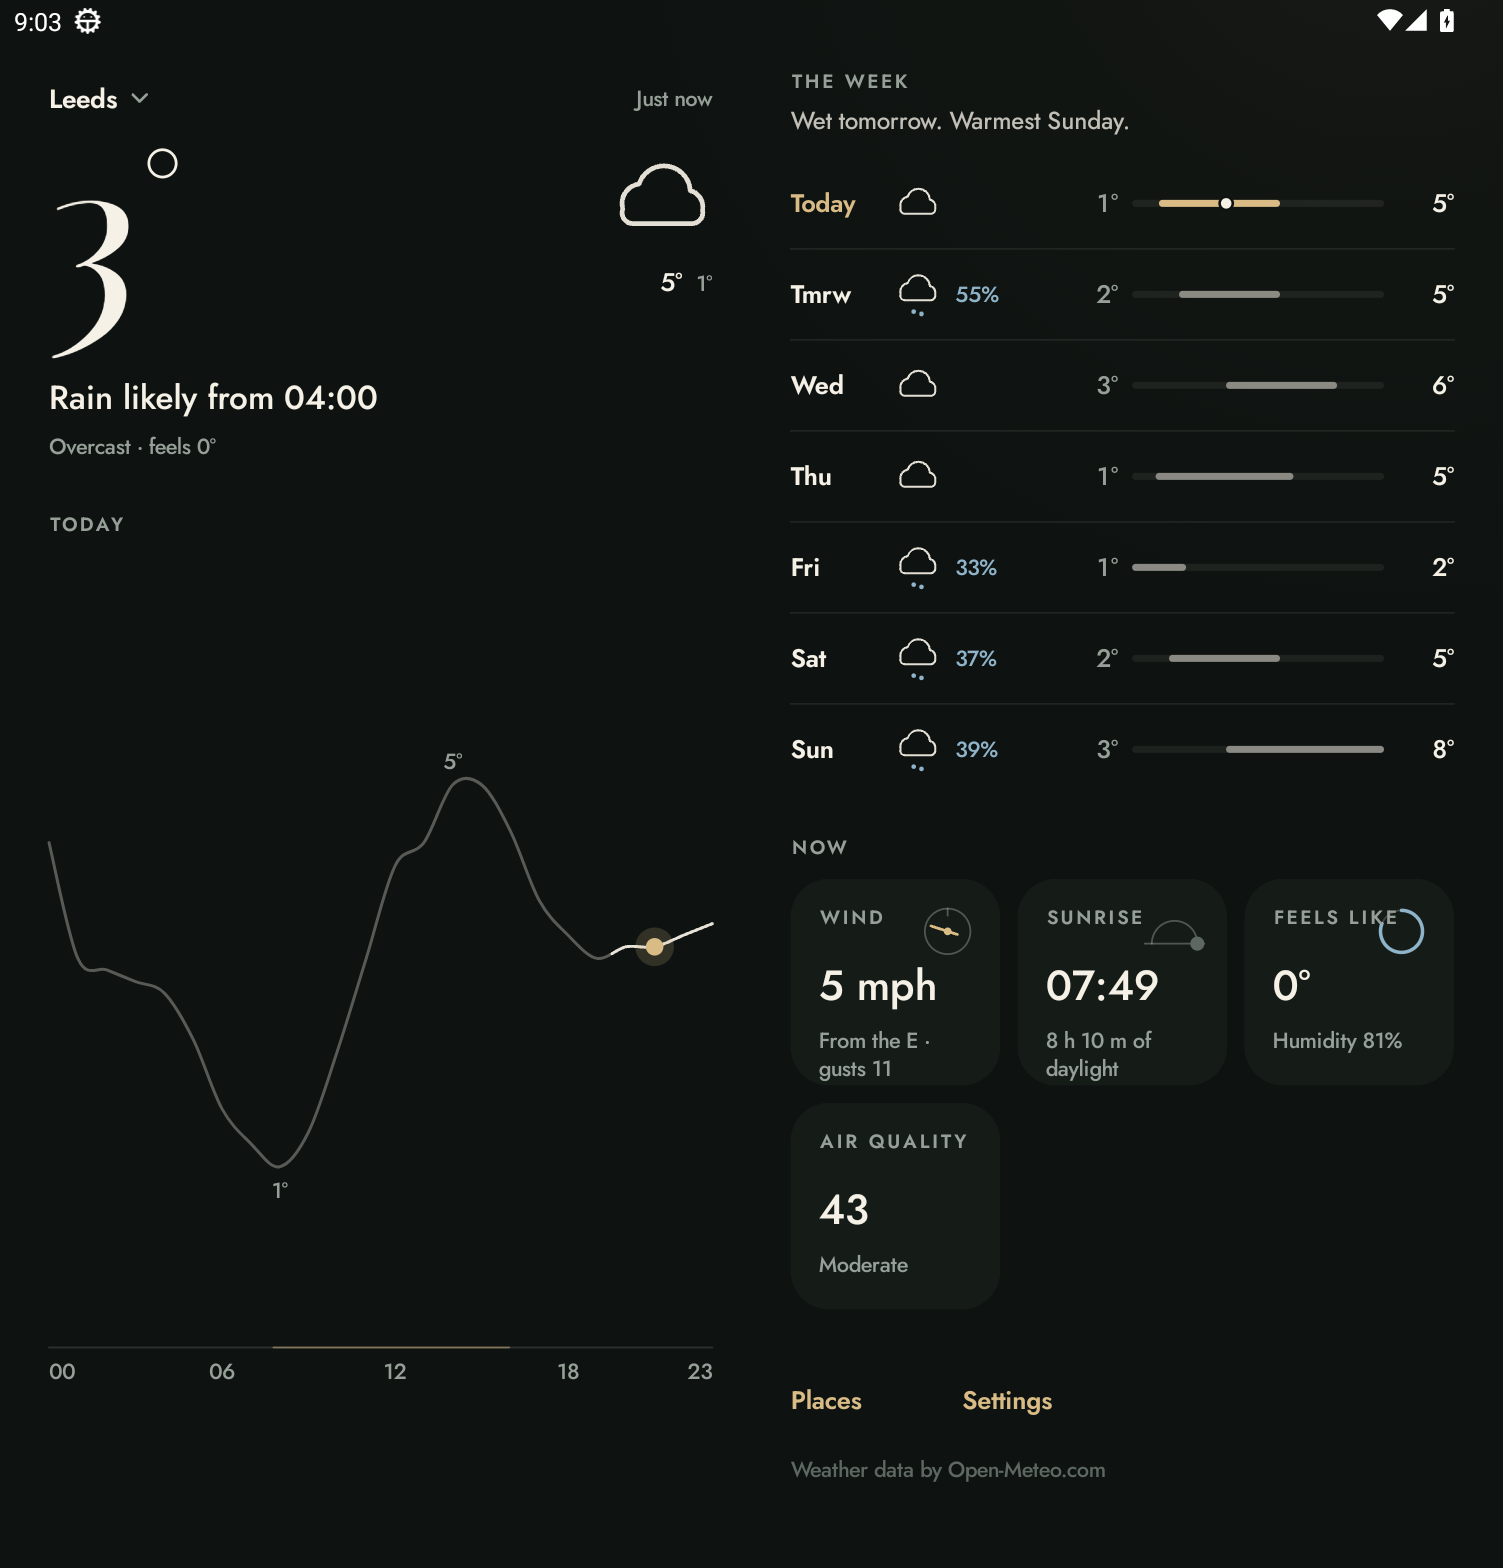 9:03
Leeds
Just now
3°
5° 1°
Rain likely from 04:00
Overcast · feels 0°
TODAY
5°
1°
00 06 12 18 23
THE WEEK
Wet tomorrow. Warmest Sunday.
Today 1° 5°
Tmrw 55% 2° 5°
Wed 3° 6°
Thu 1° 5°
Fri 33% 1° 2°
Sat 37% 2° 5°
Sun 39% 3° 8°
NOW
WIND
5 mph
From the E ·
gusts 11
SUNRISE
07:49
8 h 10 m of
daylight
FEELS LIKE
0°
Humidity 81%
AIR QUALITY
43
Moderate
Places Settings
Weather data by Open-Meteo.com